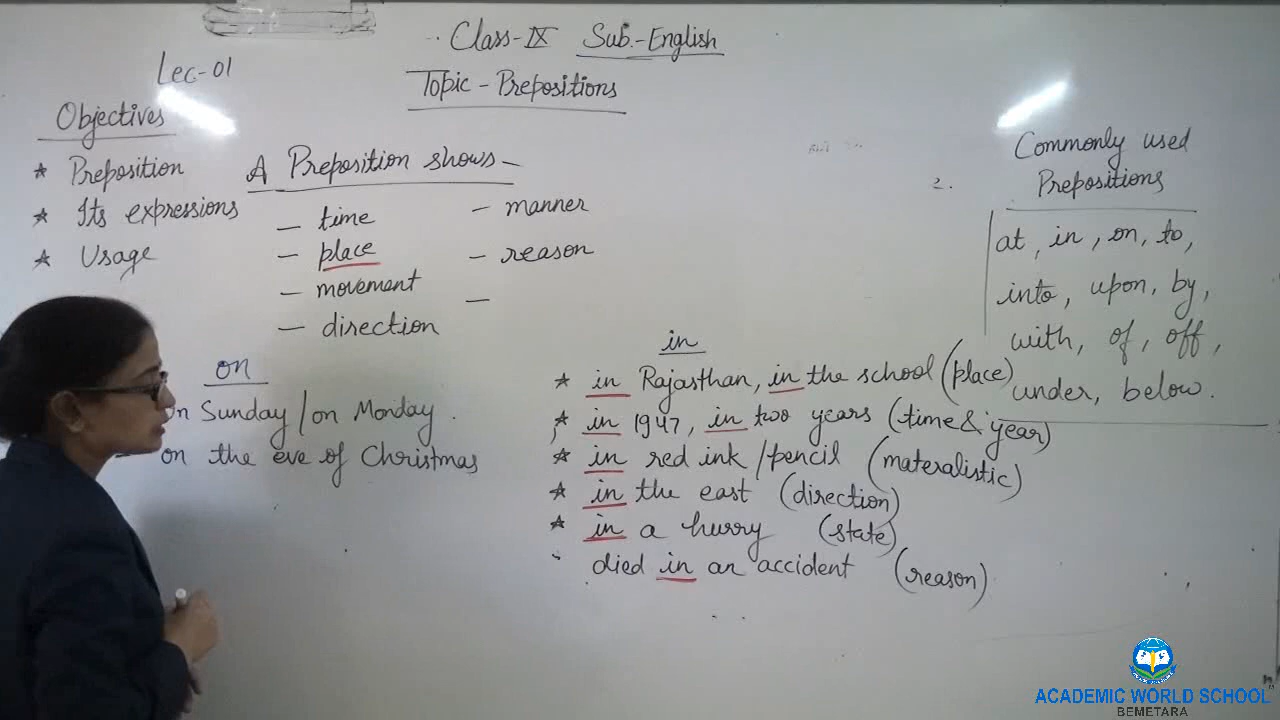 Class-IX Sub.-English
Lec-01
Topic - Prepositions
Objectives
* Preposition
* Its expressions
* Usage
A Preposition shows -
- time
- place
- movement
- direction
- manner
- reason
-
2.
Commonly used
Prepositions
at, in, on, to,
into, upon, by,
with, of, off,
under, below.
on
Sunday/on Monday.
on the eve of Christmas
in
* in Rajasthan, in the school (place)
* in 1947, in two years (time & year)
* in red ink/pencil (materalistic)
* in the east (direction)
* in a hurry (state)
died in an accident (reason)
ACADEMIC WORLD SCHOOL
BEMETARA